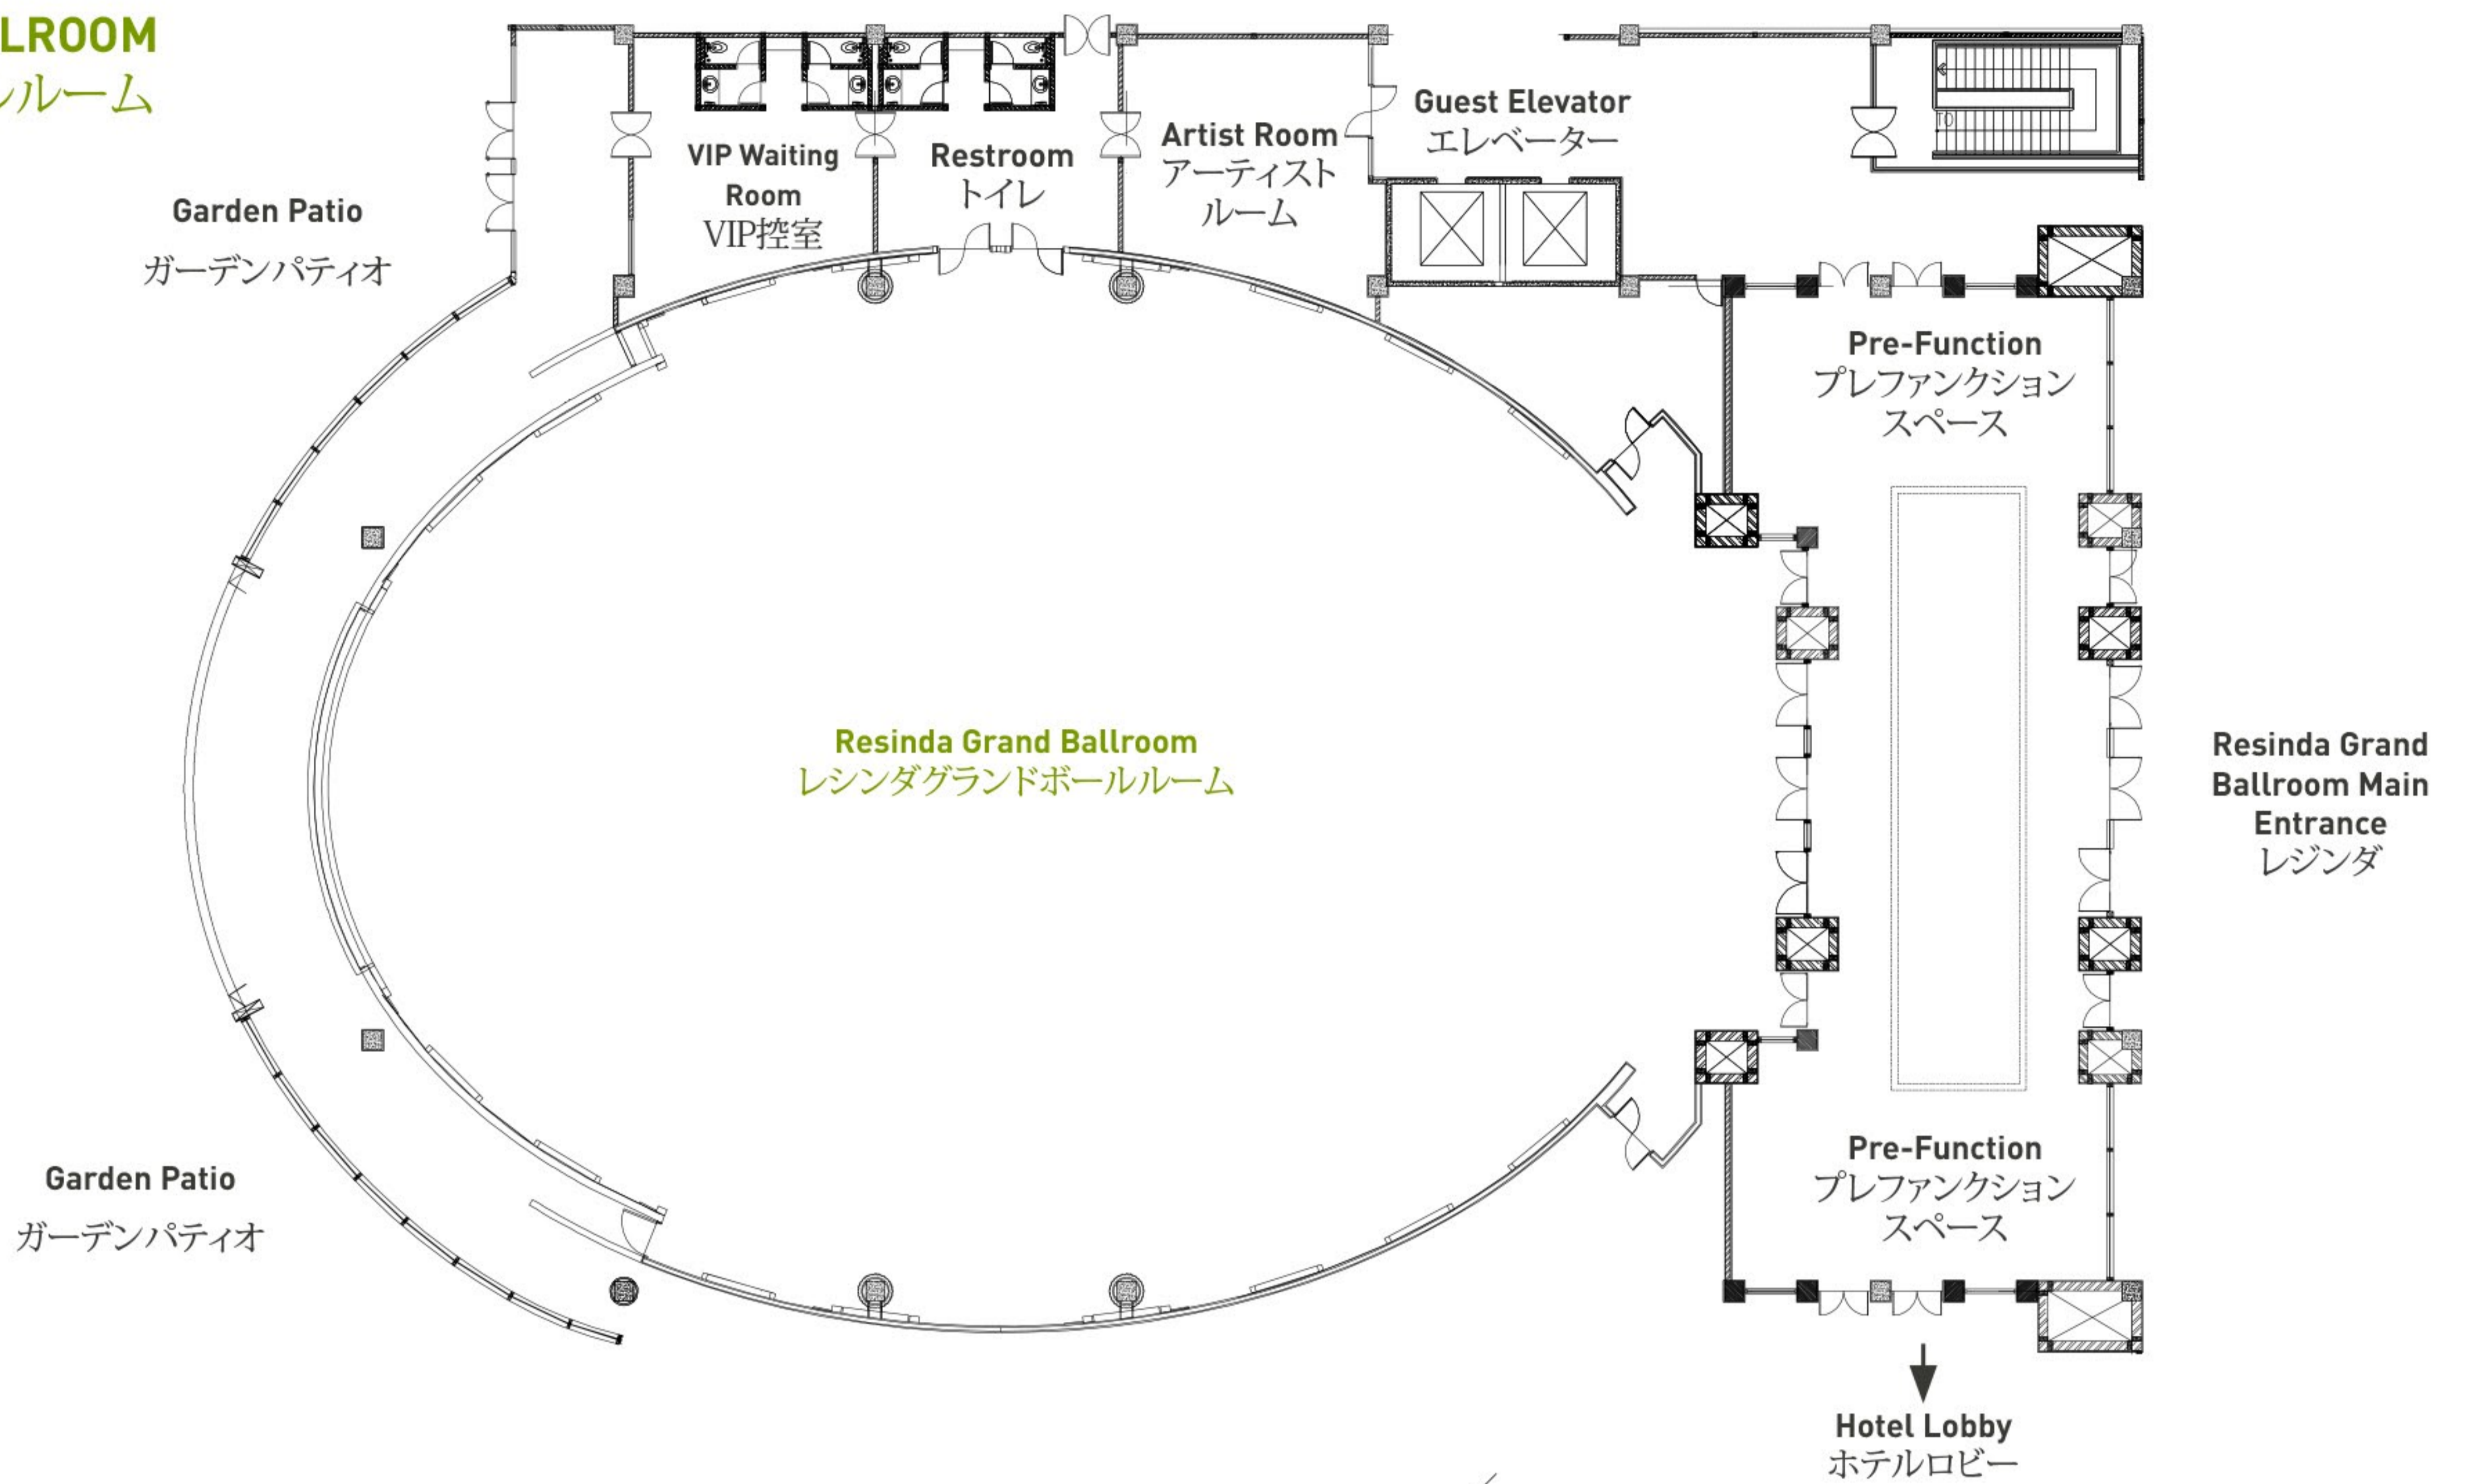 LLROOM
ルルーム
Guest Elevator
エレベーター
Artist Room
アーティスト
ルーム
VIP Waiting
Room
VIP控室
Restroom
トイレ
Garden Patio
ガーデンパティオ
Pre-Function
プレファンクション
スペース
Resinda Grand Ballroom
レシンダグランドボールルーム
Resinda Grand
Ballroom Main
Entrance
レジンダ
Garden Patio
ガーデンパティオ
Pre-Function
プレファンクション
スペース
Hotel Lobby
ホテルロビー